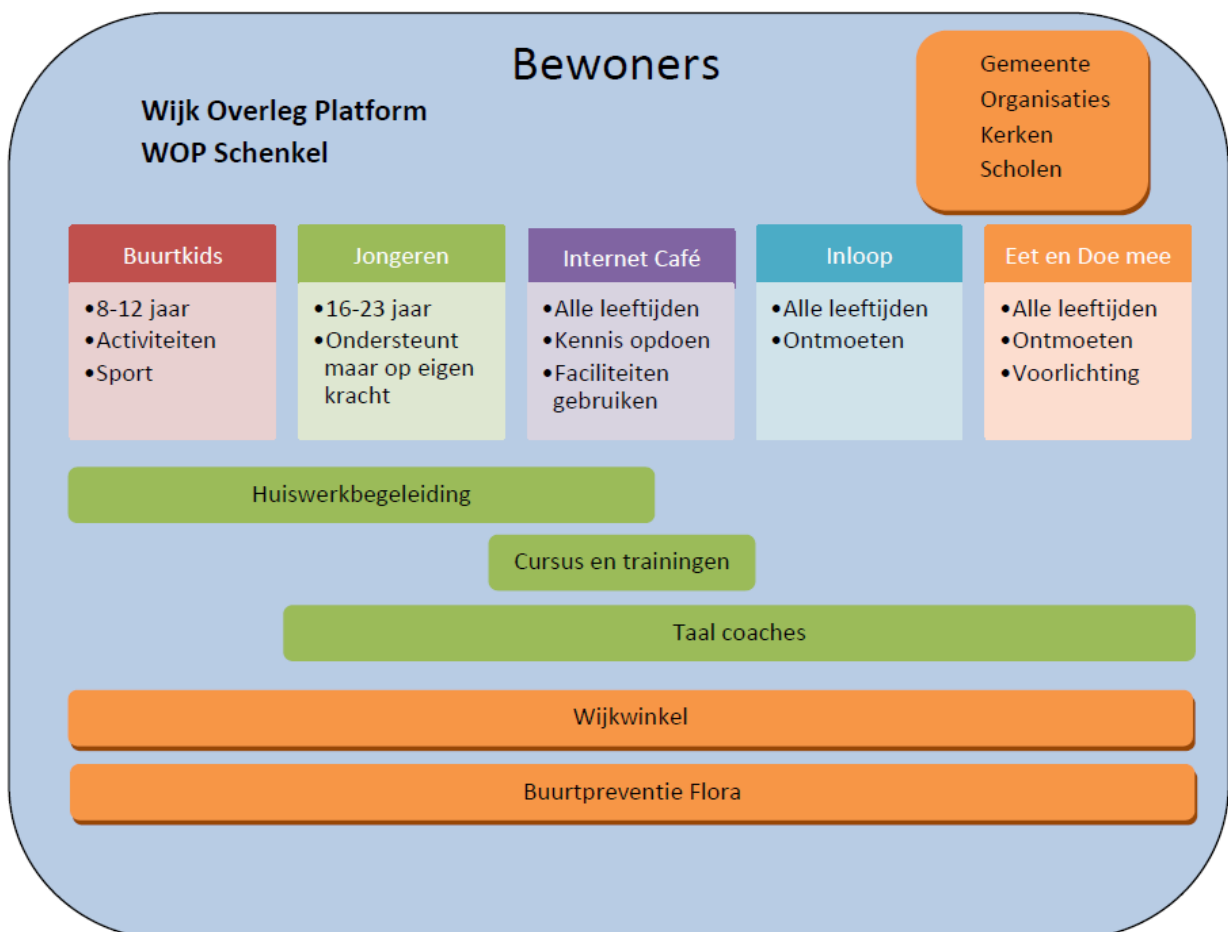 Bewoners
Wijk Overleg Platform
WOP Schenkel
Gemeente
Organisaties
Kerken
Scholen
Buurtkids
•8-12 jaar
•Activiteiten
•Sport
Jongeren
•16-23 jaar
•Ondersteunt
maar op eigen
kracht
Internet Café
•Alle leeftijden
•Kennis opdoen
•Faciliteiten
gebruiken
Inloop
•Alle leeftijden
•Ontmoeten
Eet en Doe mee
•Alle leeftijden
•Ontmoeten
•Voorlichting
Huiswerkbegeleiding
Cursus en trainingen
Taal coaches
Wijkwinkel
Buurtpreventie Flora